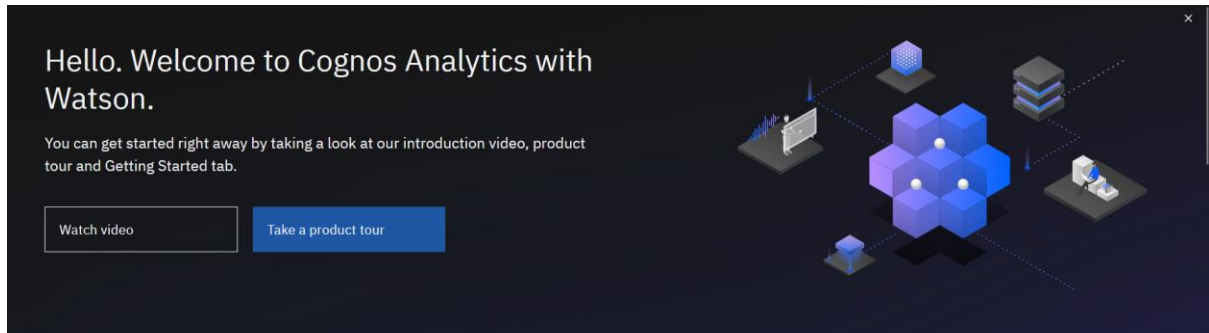 Hello. Welcome to Cognos Analytics with
Watson.
You can get started right away by taking a look at our introduction video, product
tour and Getting Started tab.
Watch video
Take a product tour